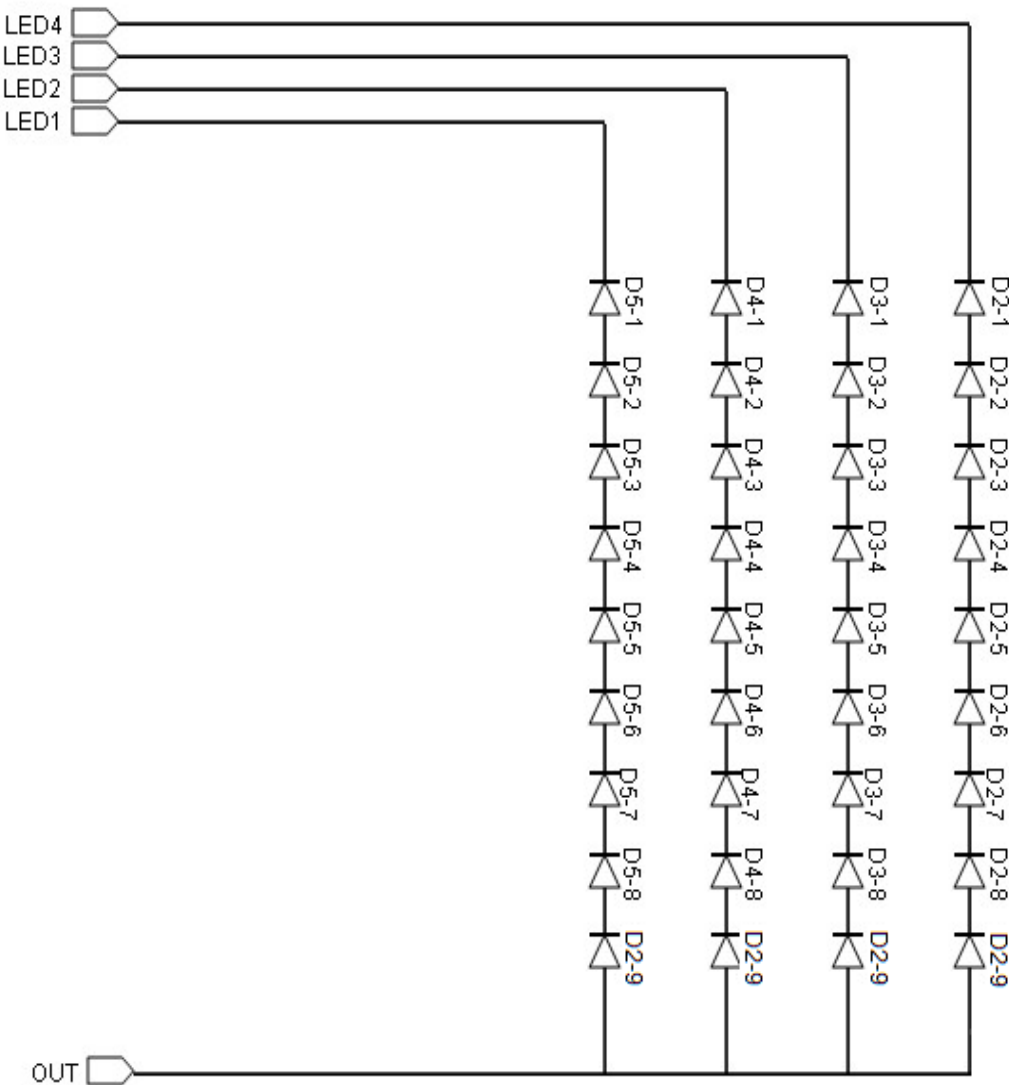 LED4
LED3
LED2
LED1
D5-1
D4-1
D3-1
D2-1
D5-2
D4-2
D3-2
D2-2
D5-3
D4-3
D3-3
D2-3
D5-4
D4-4
D3-4
D2-4
D5-5
D4-5
D3-5
D2-5
D5-6
D4-6
D3-6
D2-6
D5-7
D4-7
D3-7
D2-7
D5-8
D4-8
D3-8
D2-8
D2-9
D2-9
D2-9
D2-9
OUT